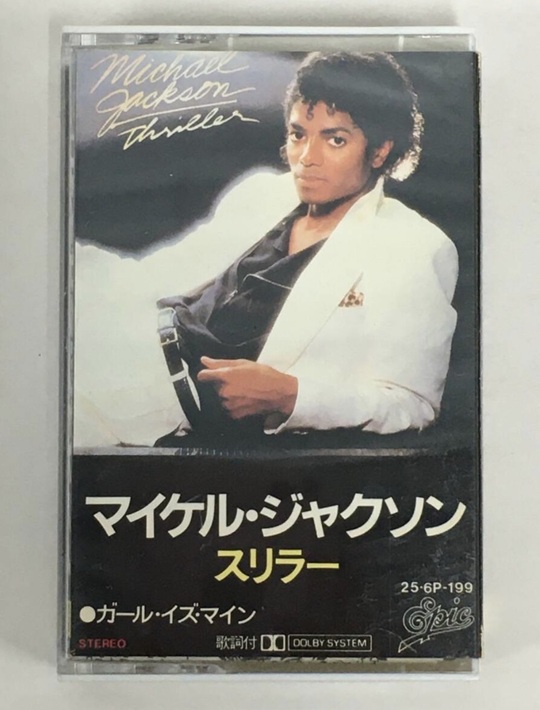 Michael
Jackson
Thriller
マイケル・ジャクソン
スリラー
25・6P-199
●ガール・イズ・マイン
Epic
STEREO
歌詞付 DOLBY SYSTEM